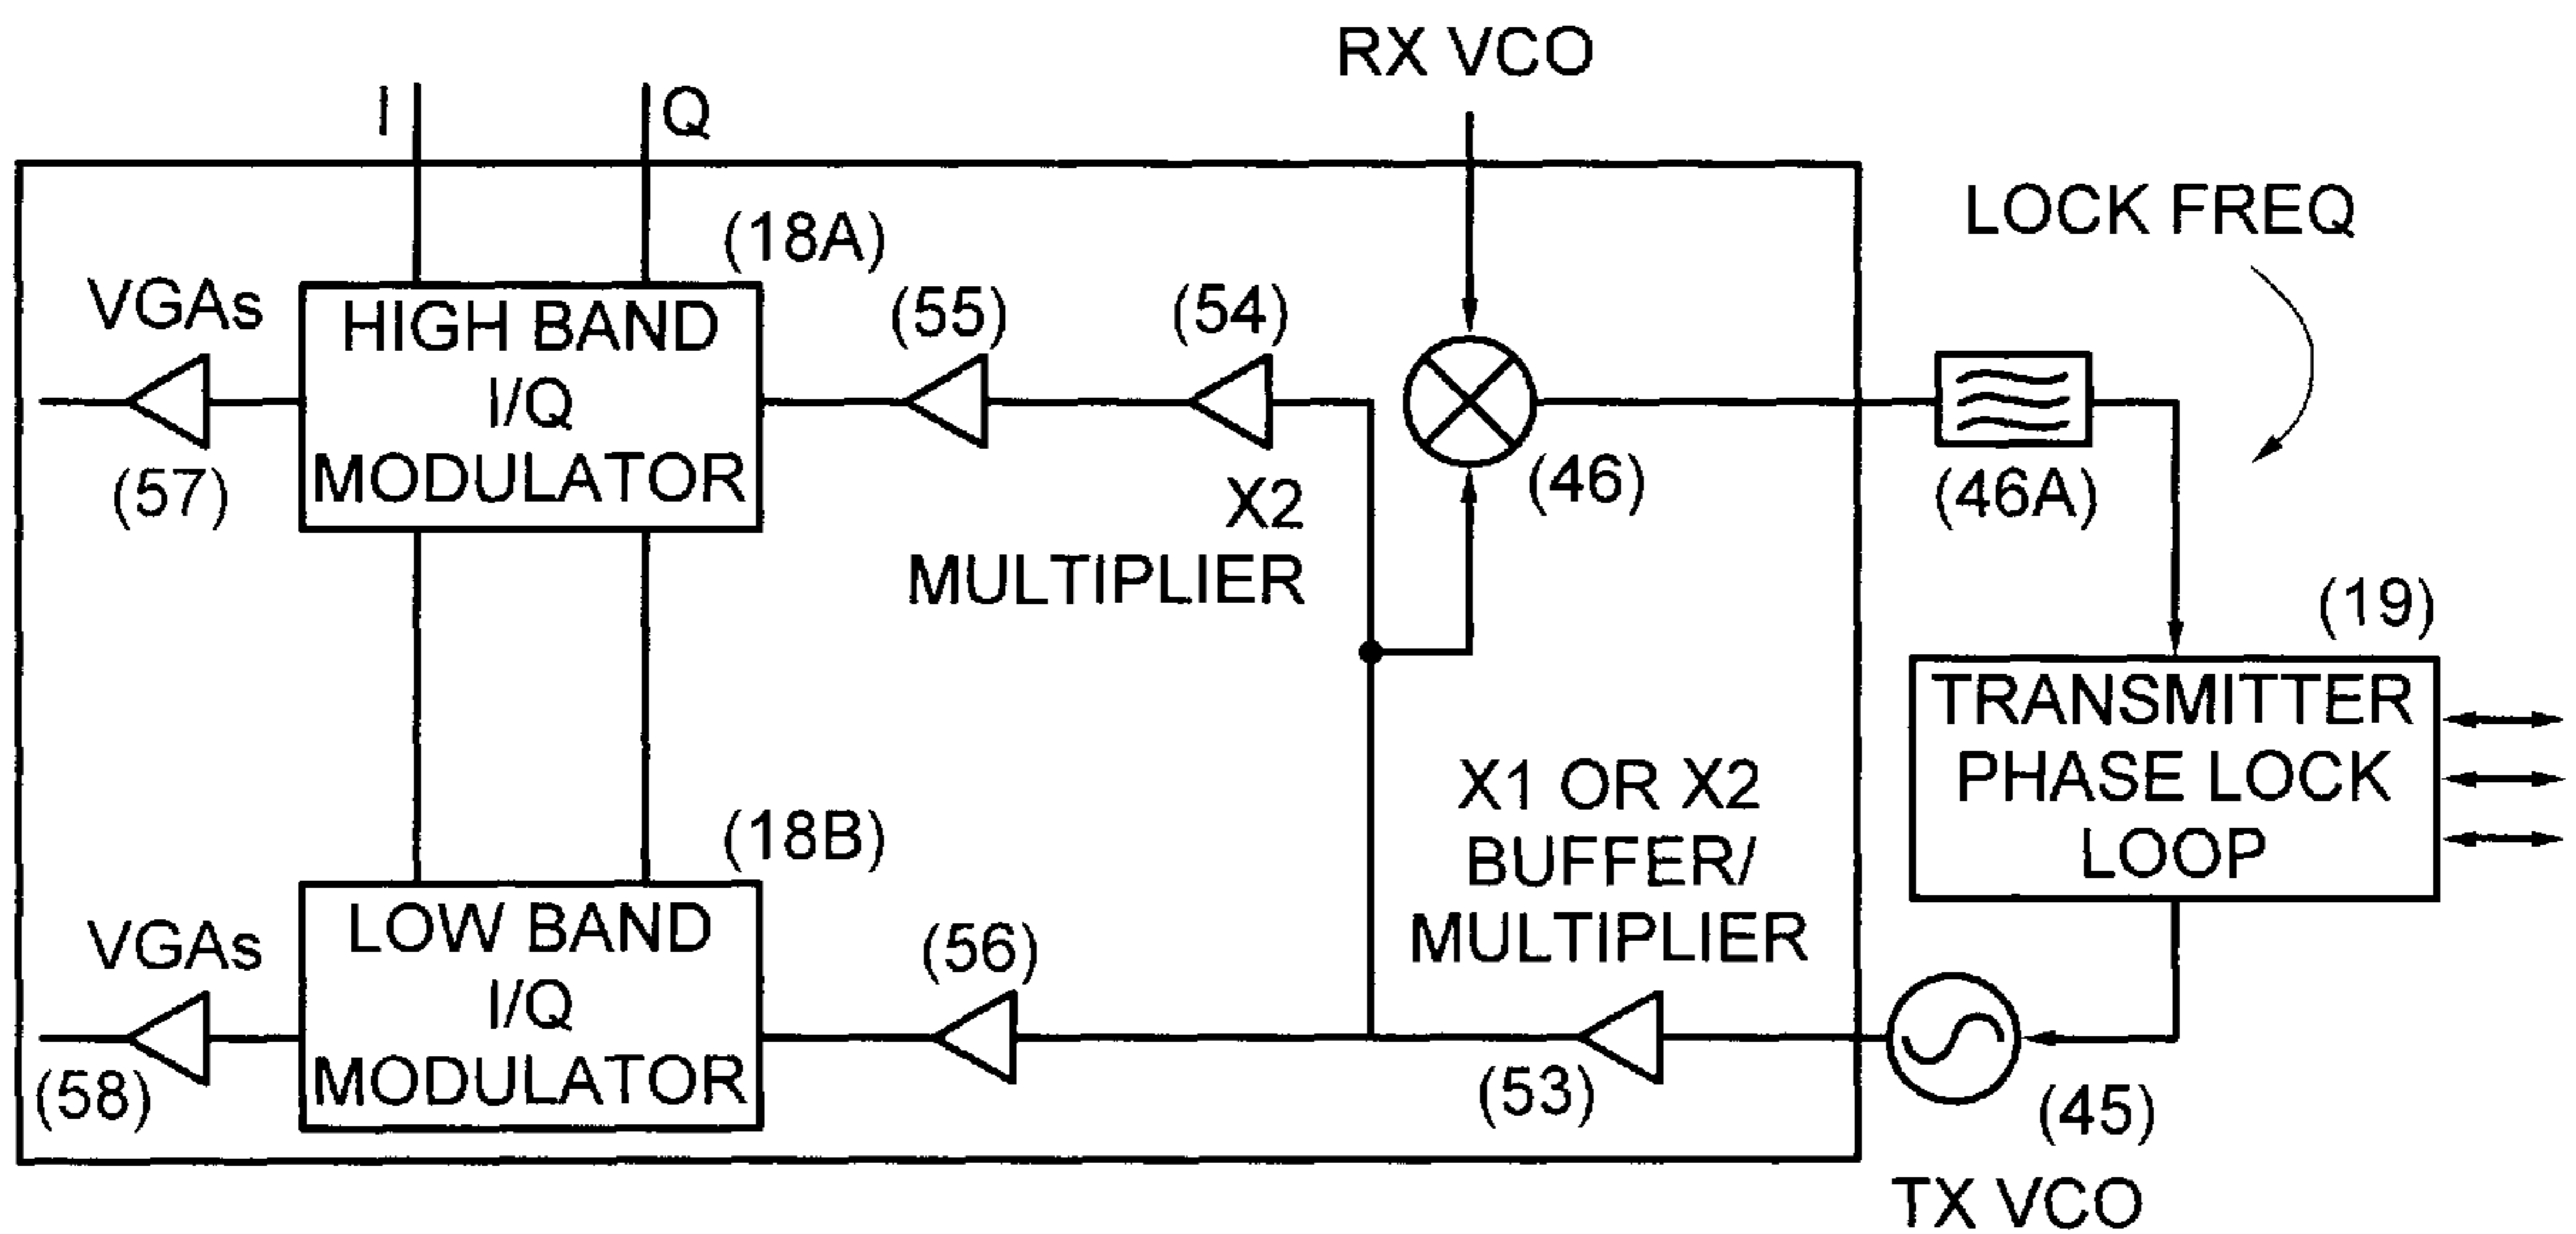 RX VCO
I
Q
LOCK FREQ
(18A)
VGAs
(55)
(54)
HIGH BAND
I/Q
MODULATOR
(57)
(46)
(46A)
X2
MULTIPLIER
(19)
TRANSMITTER
PHASE LOCK
LOOP
X1 OR X2
BUFFER/
MULTIPLIER
(18B)
VGAs
(56)
LOW BAND
I/Q
MODULATOR
(58)
(53)
(45)
TX VCO